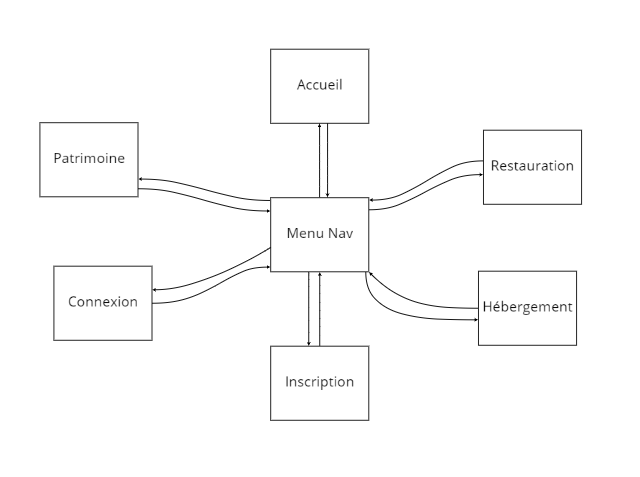 Accueil
Patrimoine
Restauration
Menu Nav
Connexion
Hébergement
Inscription